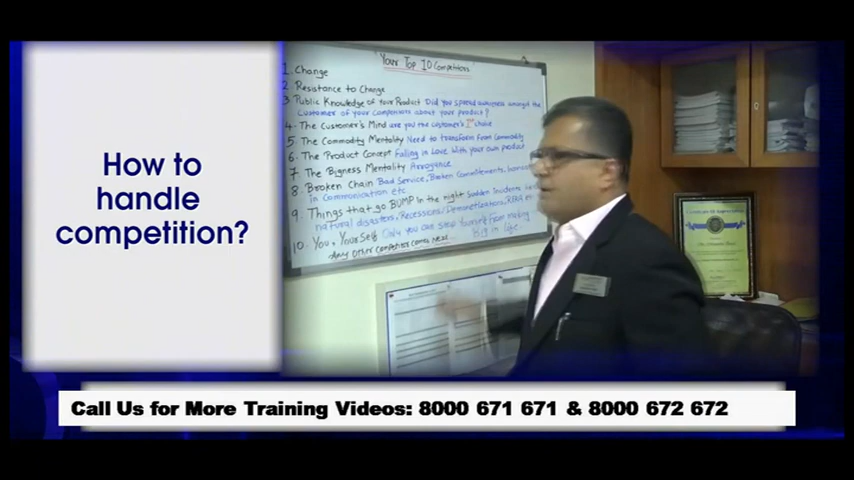 How to
handle
competition?
Your Top 10 Competitors
1. Change
2 Resistance to Change
3 Public Knowledge of Your Product Did you spread awareness amongst the
Customer of your competitors about your product?
4. The Customer's Mind are you the customer's 1st choice
5. The Commodity Mentality Need to transform from Commodity
6. The Product Concept Falling in Love with your own product
7 The Bigness Mentality Arrogance
8. Broken Chain Bad Service, Broken Commitments,
in Communication etc.
9. Things that go BUMP in the night Sudden incidents
natural disasters, Recessions/Demonetizations, RERA
10. You, Yourself Only you can stop Yourself from making
Any Other Competitor Comes Next Big in life
Call Us for More Training Videos: 8000 671 671 & 8000 672 672